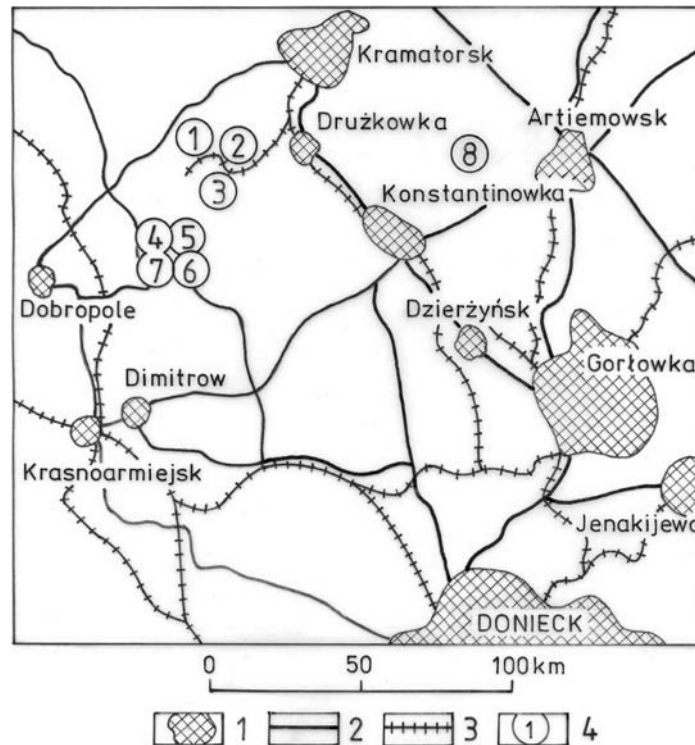 Kramatorsk
Drużkowka
Artiemowsk
1
2
8
3
Konstantinowka
4
5
7
6
Dobropole
Dzierżyńsk
Gorłowka
Dimitrow
Krasnoarmiejsk
Jenakijewo
DONIECK
0 50 100 km
1 2 3 1 4